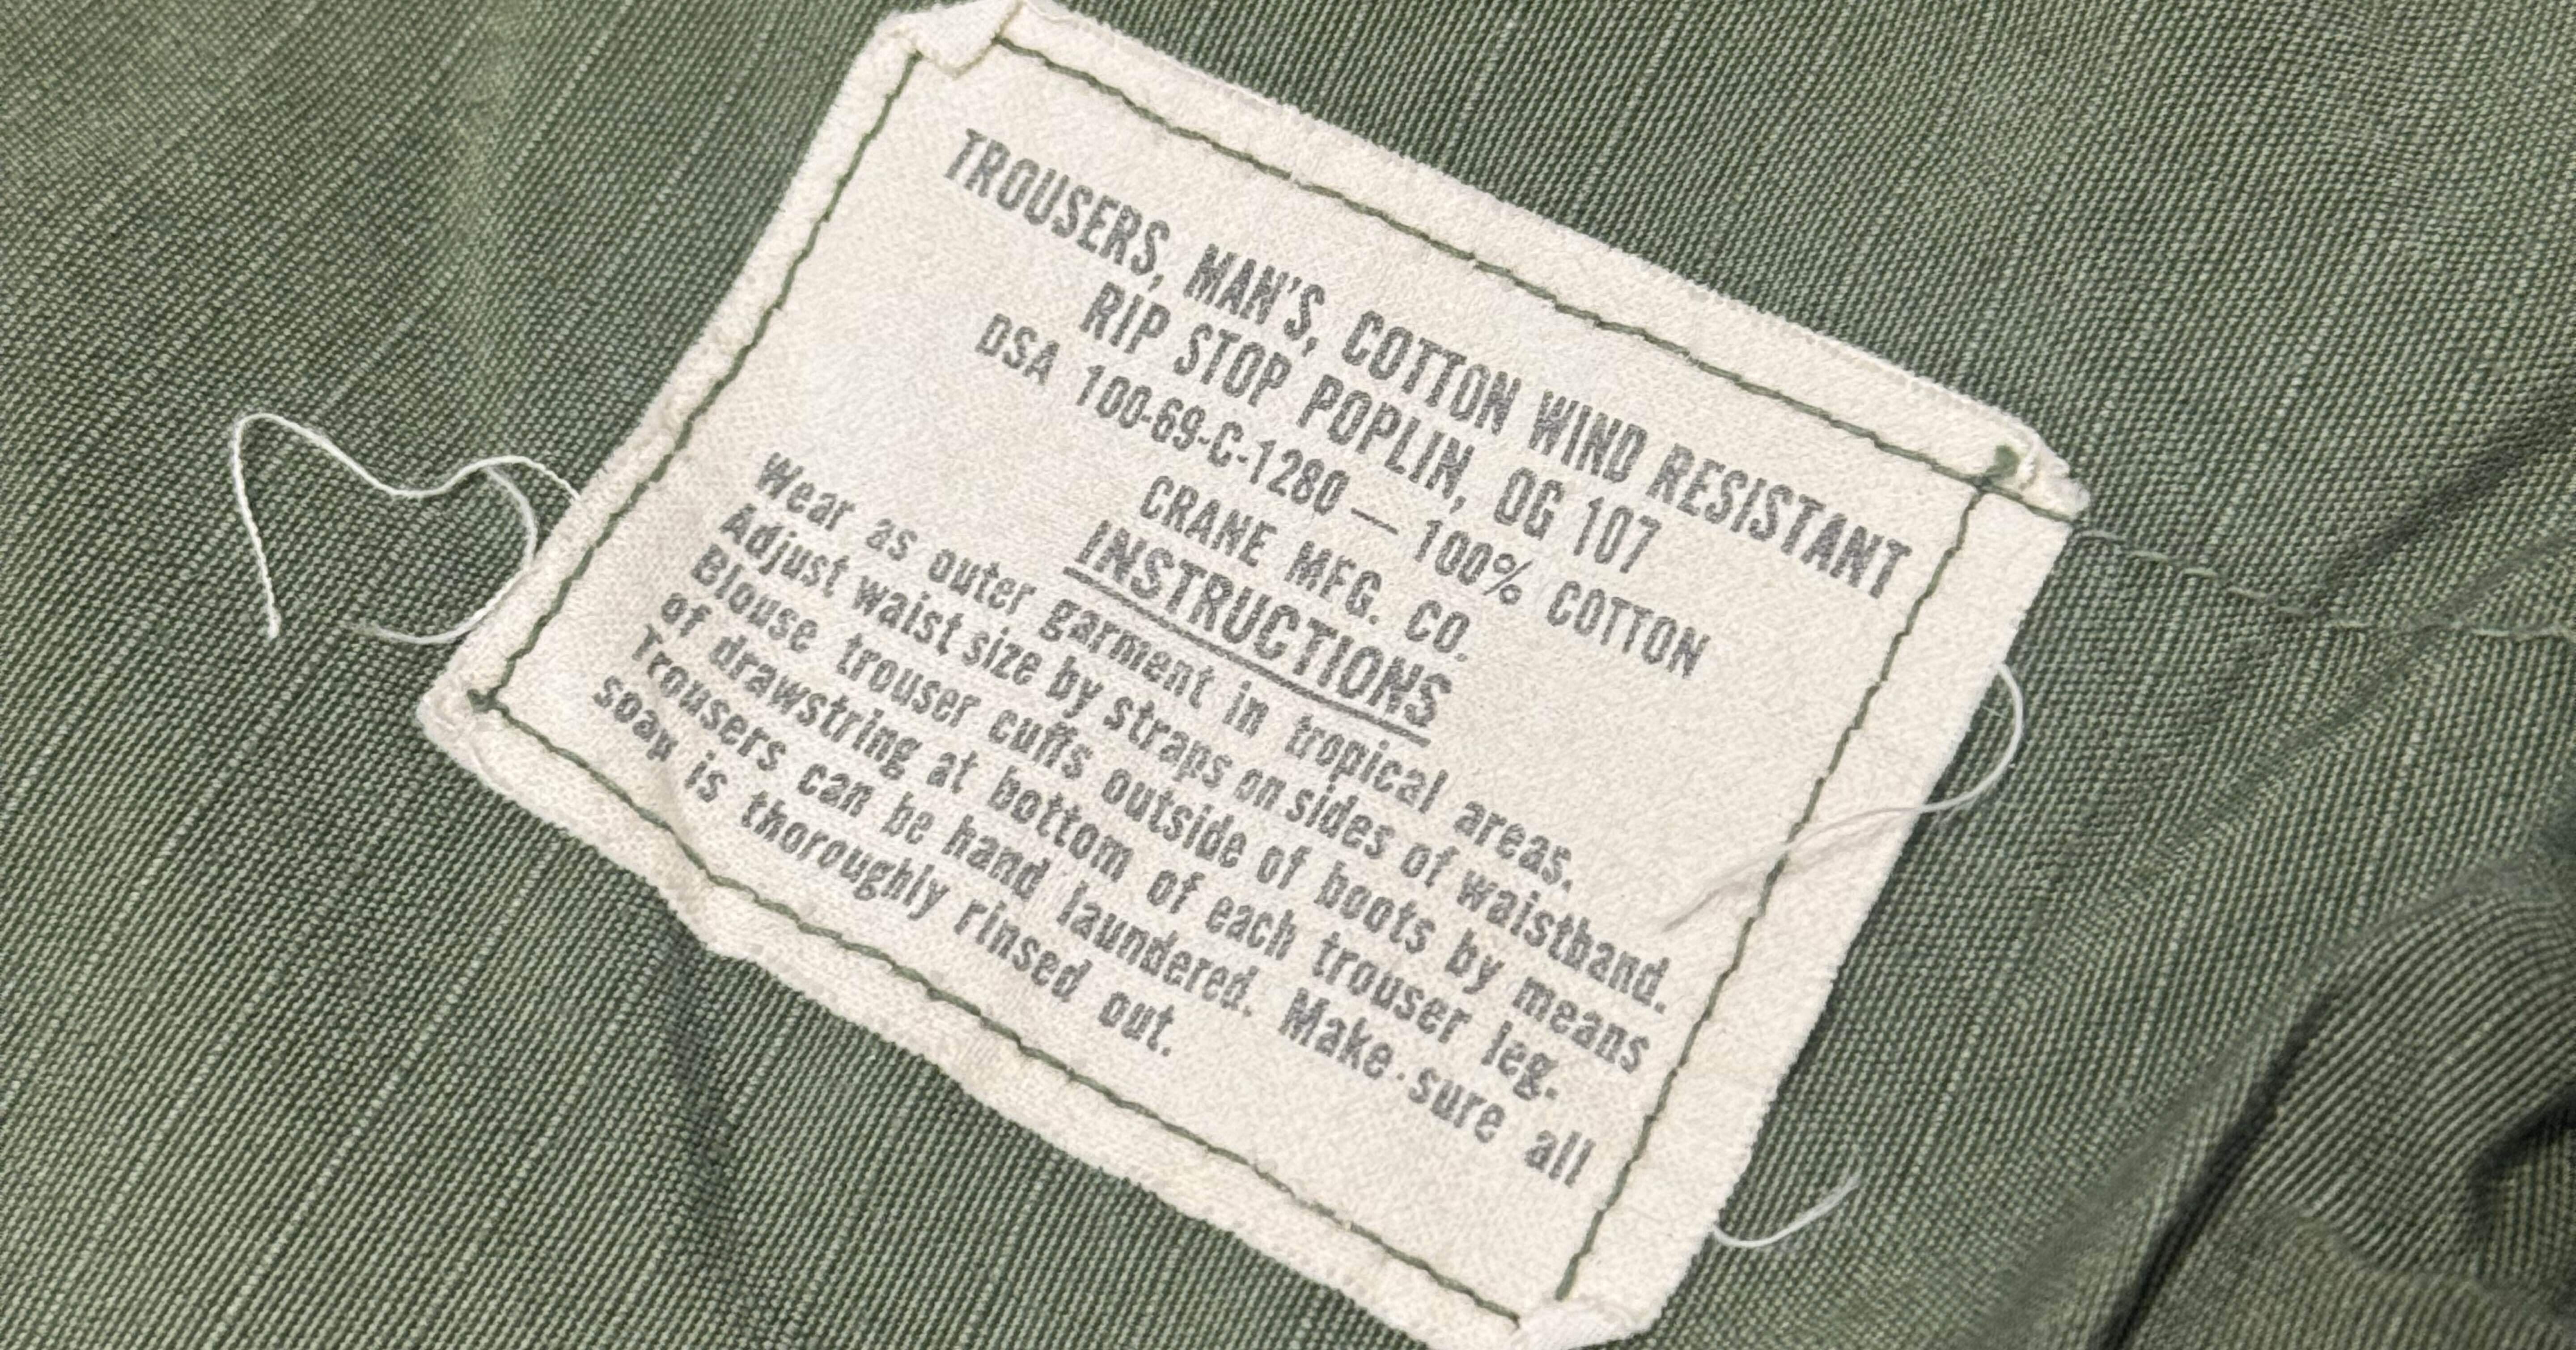 TROUSERS, MAN'S, COTTON WIND RESISTANT
RIP STOP POPLIN, OG 107
DSA 100-69-C-1280 — 100% COTTON
CRANE MFG. CO.
INSTRUCTIONS
Wear as outer garment in tropical areas.
Adjust waist size by straps on sides of waistband.
Blouse trouser cuffs outside of boots by means
of drawstring at bottom of each trouser leg.
Trousers can be hand laundered. Make sure all
soap is thoroughly rinsed out.